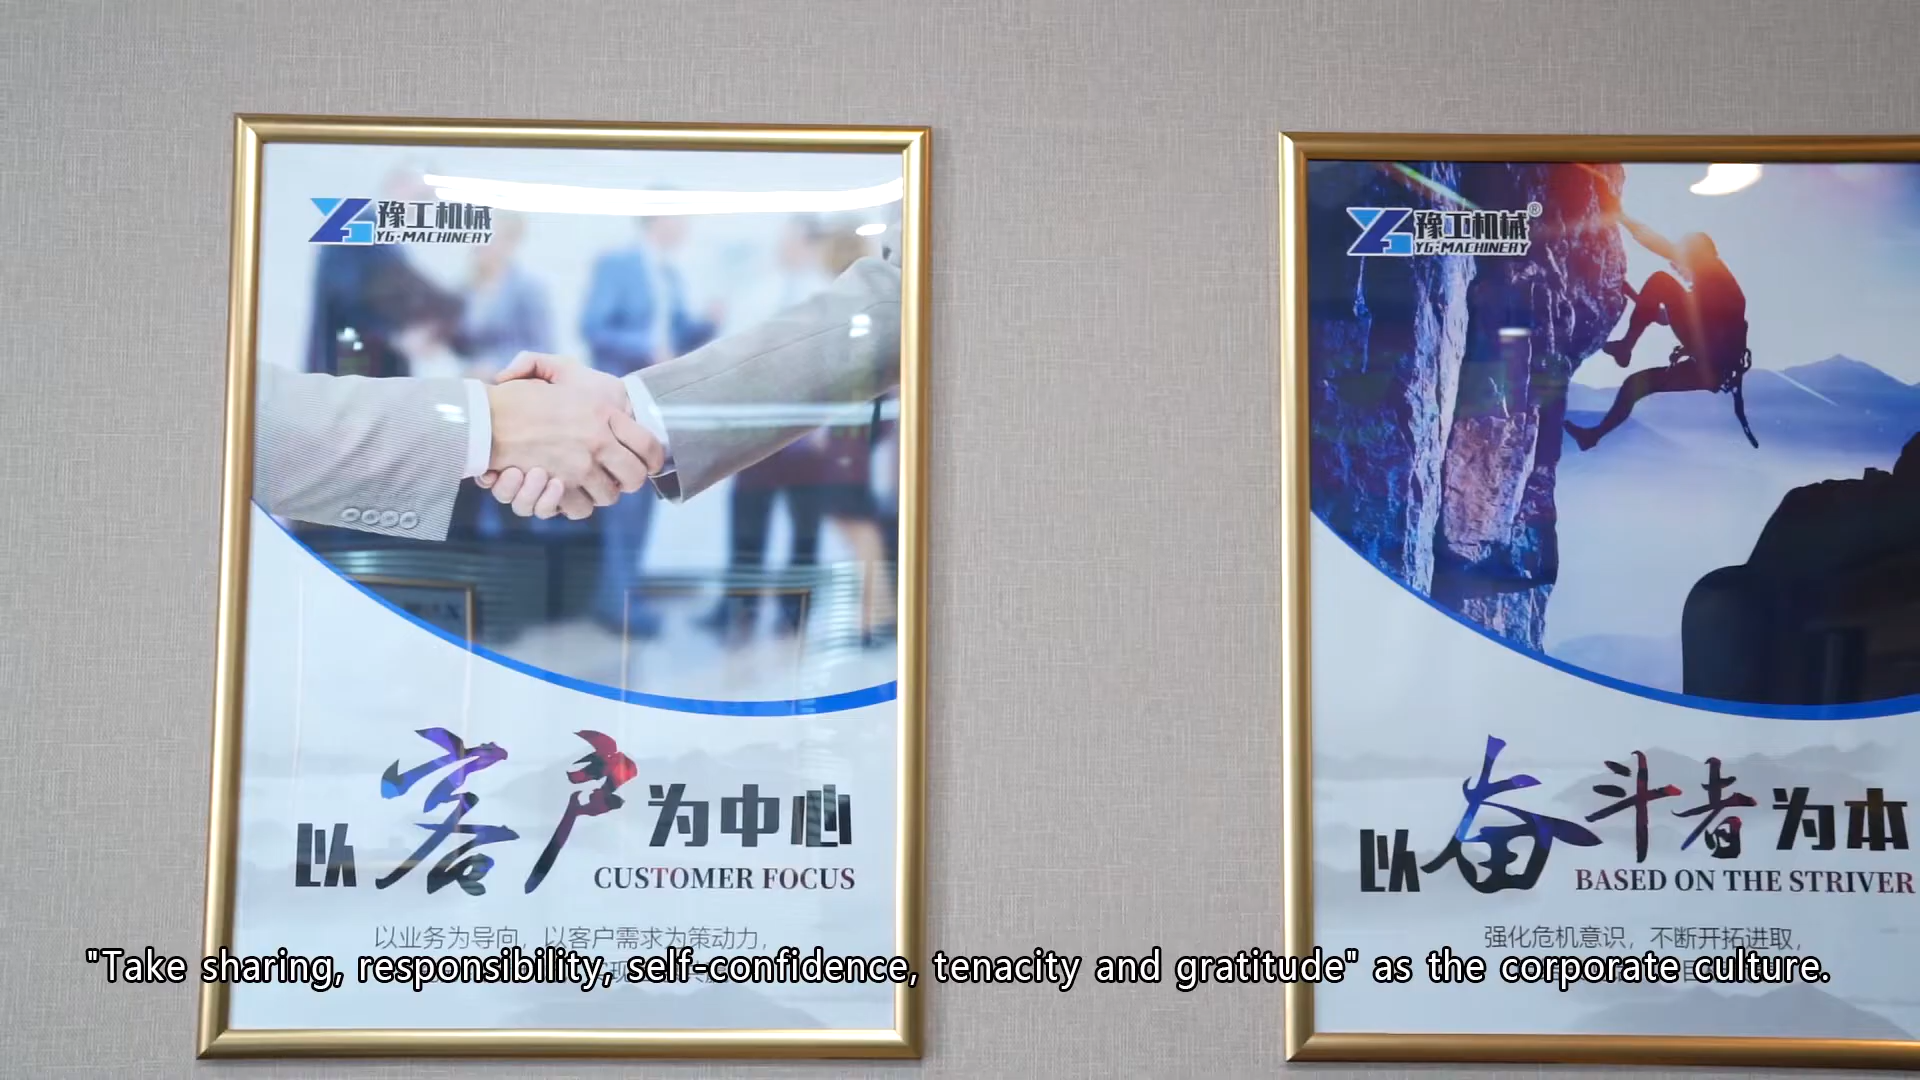 豫工机械
YG-MACHINERY
以客户为中心
CUSTOMER FOCUS
以业务为导向，以客户需求为策动力，
豫工机械®
YG-MACHINERY
以奋斗者为本
BASED ON THE STRIVER
强化危机意识，不断开拓进取，
"Take sharing, responsibility, self-confidence, tenacity and gratitude" as the corporate culture.